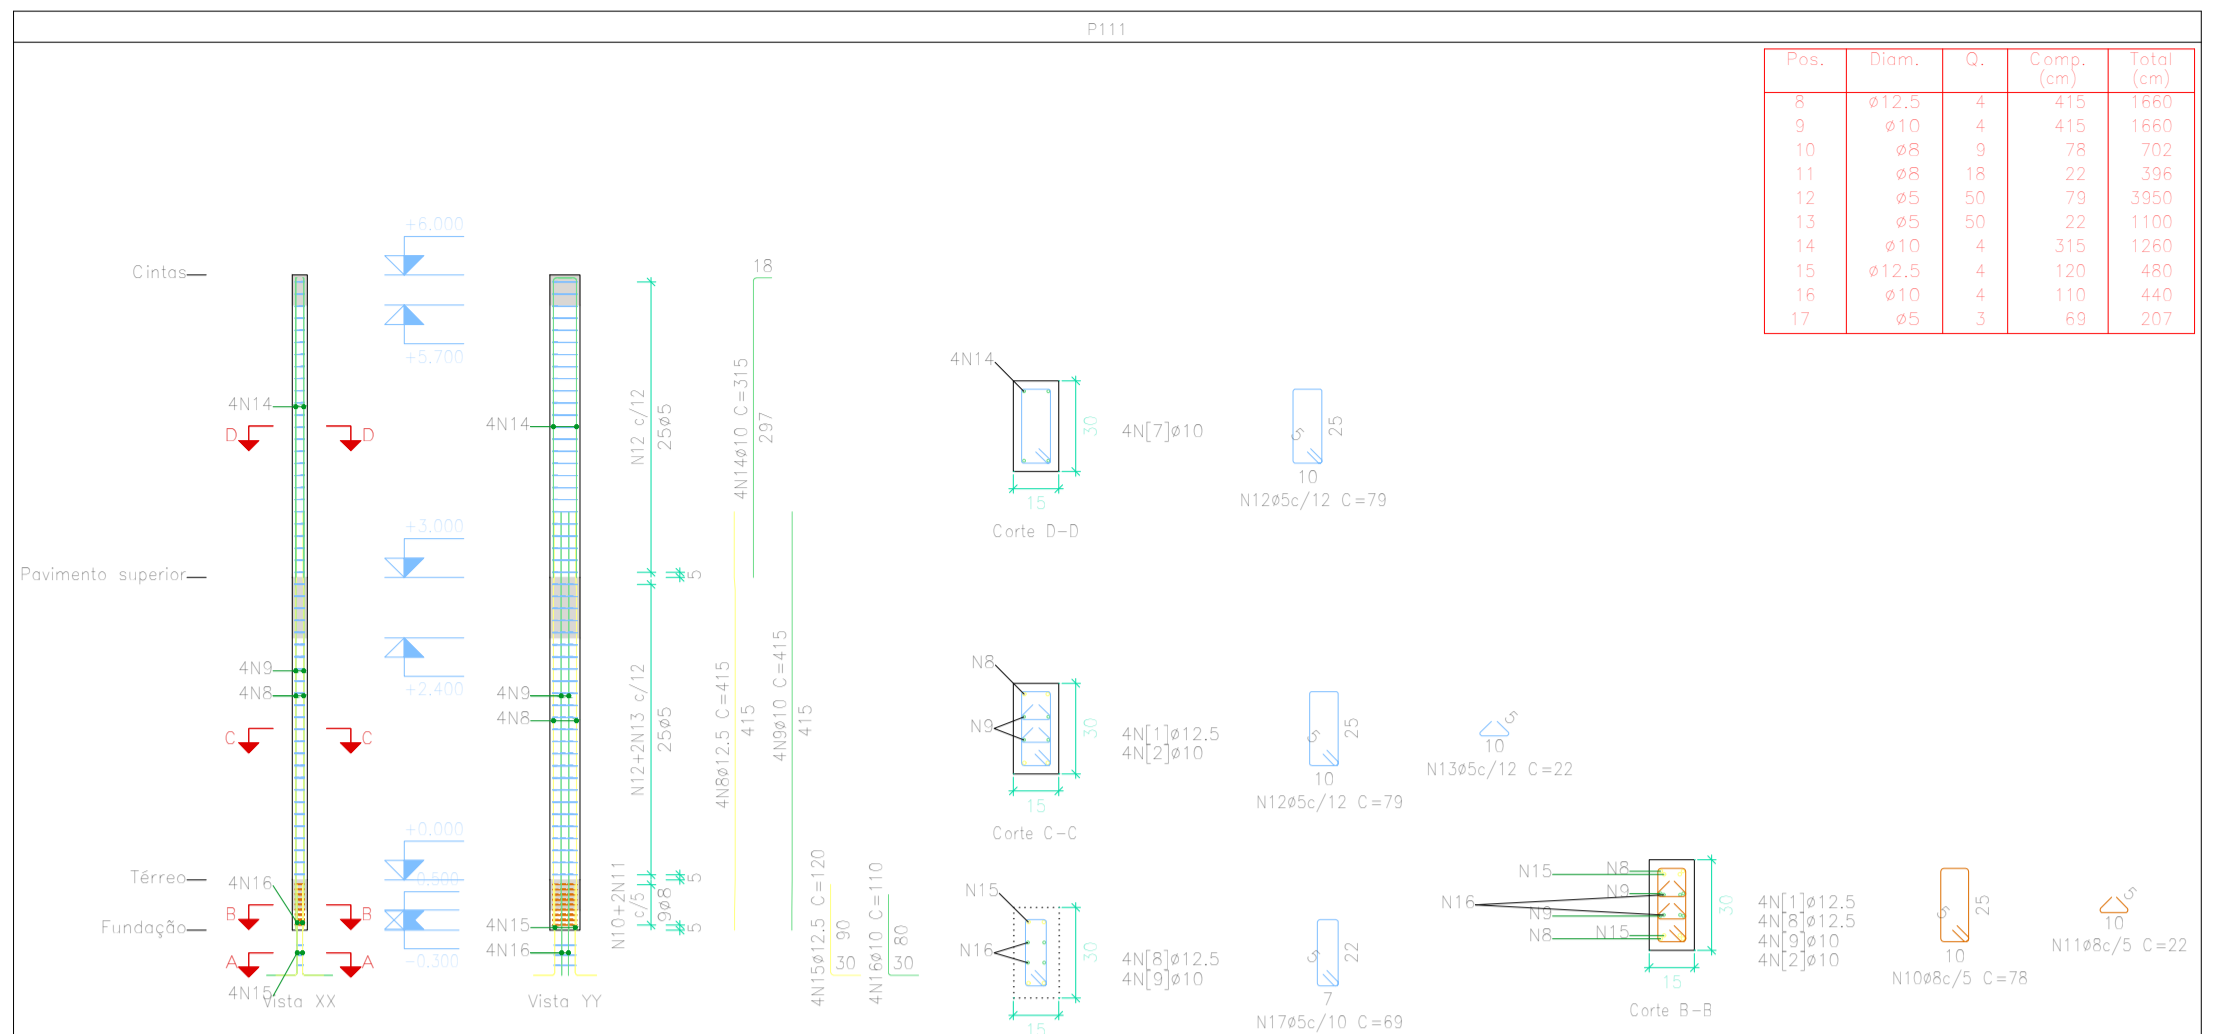 P111
Pos. Diam. Q. Comp. (cm) Total (cm)
8 ø12.5 4 415 1660
9 ø10 4 415 1660
10 ø8 9 78 702
11 ø8 18 22 396
12 ø5 50 79 3950
13 ø5 50 22 1100
14 ø10 4 315 1260
15 ø12.5 4 120 480
16 ø10 4 110 440
17 ø5 3 69 207
Cintas
Pavimento superior
Térreo
Fundação
4N14
D D
4N9
4N8
C C
4N16
B B
A A
4N15
Vista XX
+6.000
+5.700
+3.000
+2.400
+0.000
-0.500
-0.300
4N14
4N9
4N8
4N15
4N16
Vista YY
N12 c/12
25ø5
5
N12+2N13 c/12
25ø5
5
N10+2N11
c/5
9ø8
5
18
4N14ø10 C=315
297
4N8ø12.5 C=415
415
4N9ø10 C=415
415
4N15ø12.5 C=120
90
30
4N16ø10 C=110
80
30
4N14
30
15
4N[7]ø10
Corte D-D
5
25
10
N12ø5c/12 C=79
N8
N9
30
15
4N[1]ø12.5
4N[2]ø10
Corte C-C
5
25
10
N12ø5c/12 C=79
5
10
N13ø5c/12 C=22
N15
N16
30
15
4N[8]ø12.5
4N[9]ø10
5
22
7
N17ø5c/10 C=69
N15 N8
N9
N16
N9
N8 N15
30
15
4N[1]ø12.5
4N[8]ø12.5
4N[9]ø10
4N[2]ø10
Corte B-B
5
25
10
N10ø8c/5 C=78
5
10
N11ø8c/5 C=22